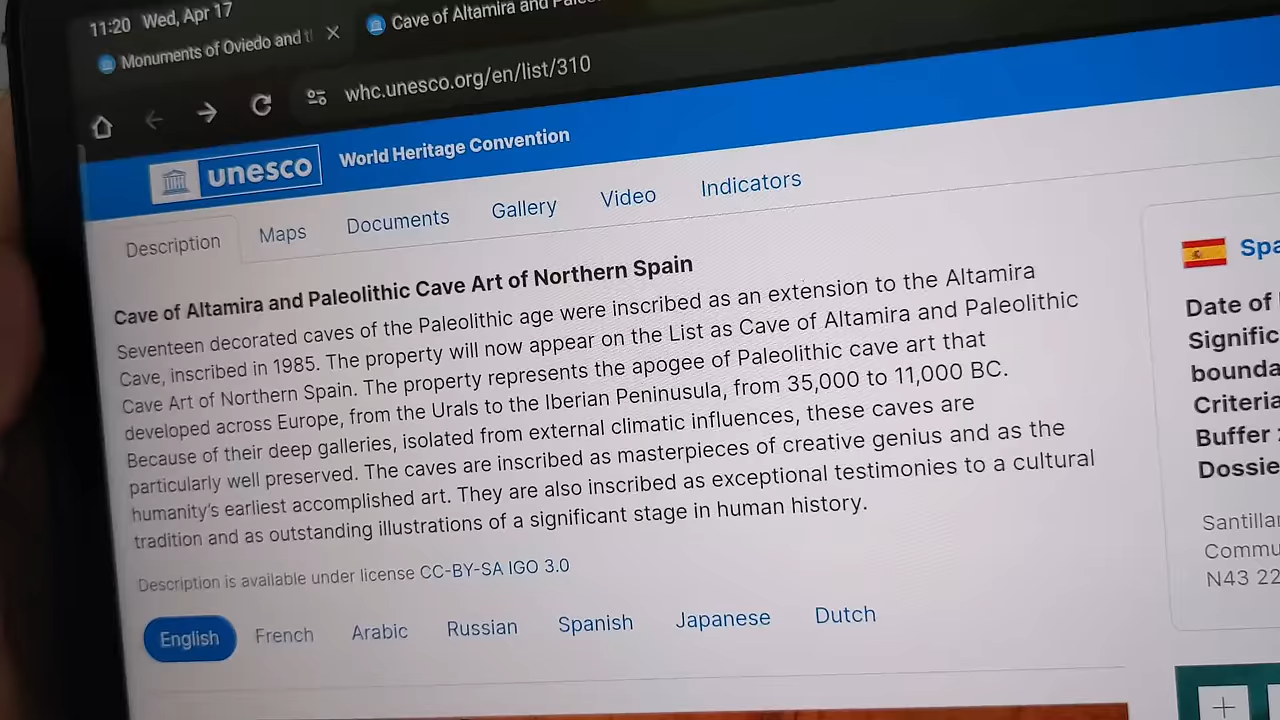 11:20 Wed, Apr 17
Monuments of Oviedo and
Cave of Altamira and
whc.unesco.org/en/list/310
unesco World Heritage Convention
Description Maps Documents Gallery Video Indicators
Cave of Altamira and Paleolithic Cave Art of Northern Spain
Seventeen decorated caves of the Paleolithic age were inscribed as an extension to the Altamira
Cave, inscribed in 1985. The property will now appear on the List as Cave of Altamira and Paleolithic
Cave Art of Northern Spain. The property represents the apogee of Paleolithic cave art that
developed across Europe, from the Urals to the Iberian Peninusula, from 35,000 to 11,000 BC.
Because of their deep galleries, isolated from external climatic influences, these caves are
particularly well preserved. The caves are inscribed as masterpieces of creative genius and as the
humanity's earliest accomplished art. They are also inscribed as exceptional testimonies to a cultural
tradition and as outstanding illustrations of a significant stage in human history.
Description is available under license CC-BY-SA IGO 3.0
English French Arabic Russian Spanish Japanese Dutch
Spa
Date of
Signific
bounda
Criteria
Buffer
Dossie
Santilla
Commu
N43 22